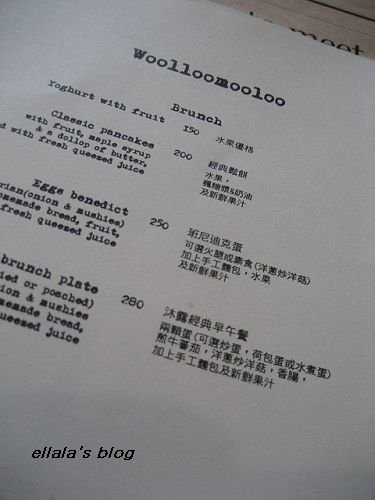 to meet
Woolloomooloo
Brunch
Yoghurt with fruit 150 水果優格
Classic pancakes 200 經典鬆餅
with fruit, maple syrup 水果，
& a dollop of butter, 楓糖漿&奶油
with fresh queezed juice 及新鮮果汁
Eggs benedict 250 班尼迪克蛋
(onion & mushies) 可選火腿或素食(洋蔥炒洋菇)
homemade bread, fruit, 加上手工麵包，水果
fresh queezed juice 及新鮮果汁
brunch plate 280 沐露經典早午餐
or poached) 兩顆蛋(可選炒蛋，荷包蛋或水煮蛋)
onion & mushies 煎牛番茄，洋蔥炒洋菇，香腸，
homemade bread, 加上手工麵包及新鮮果汁
queezed juice
ellala's blog